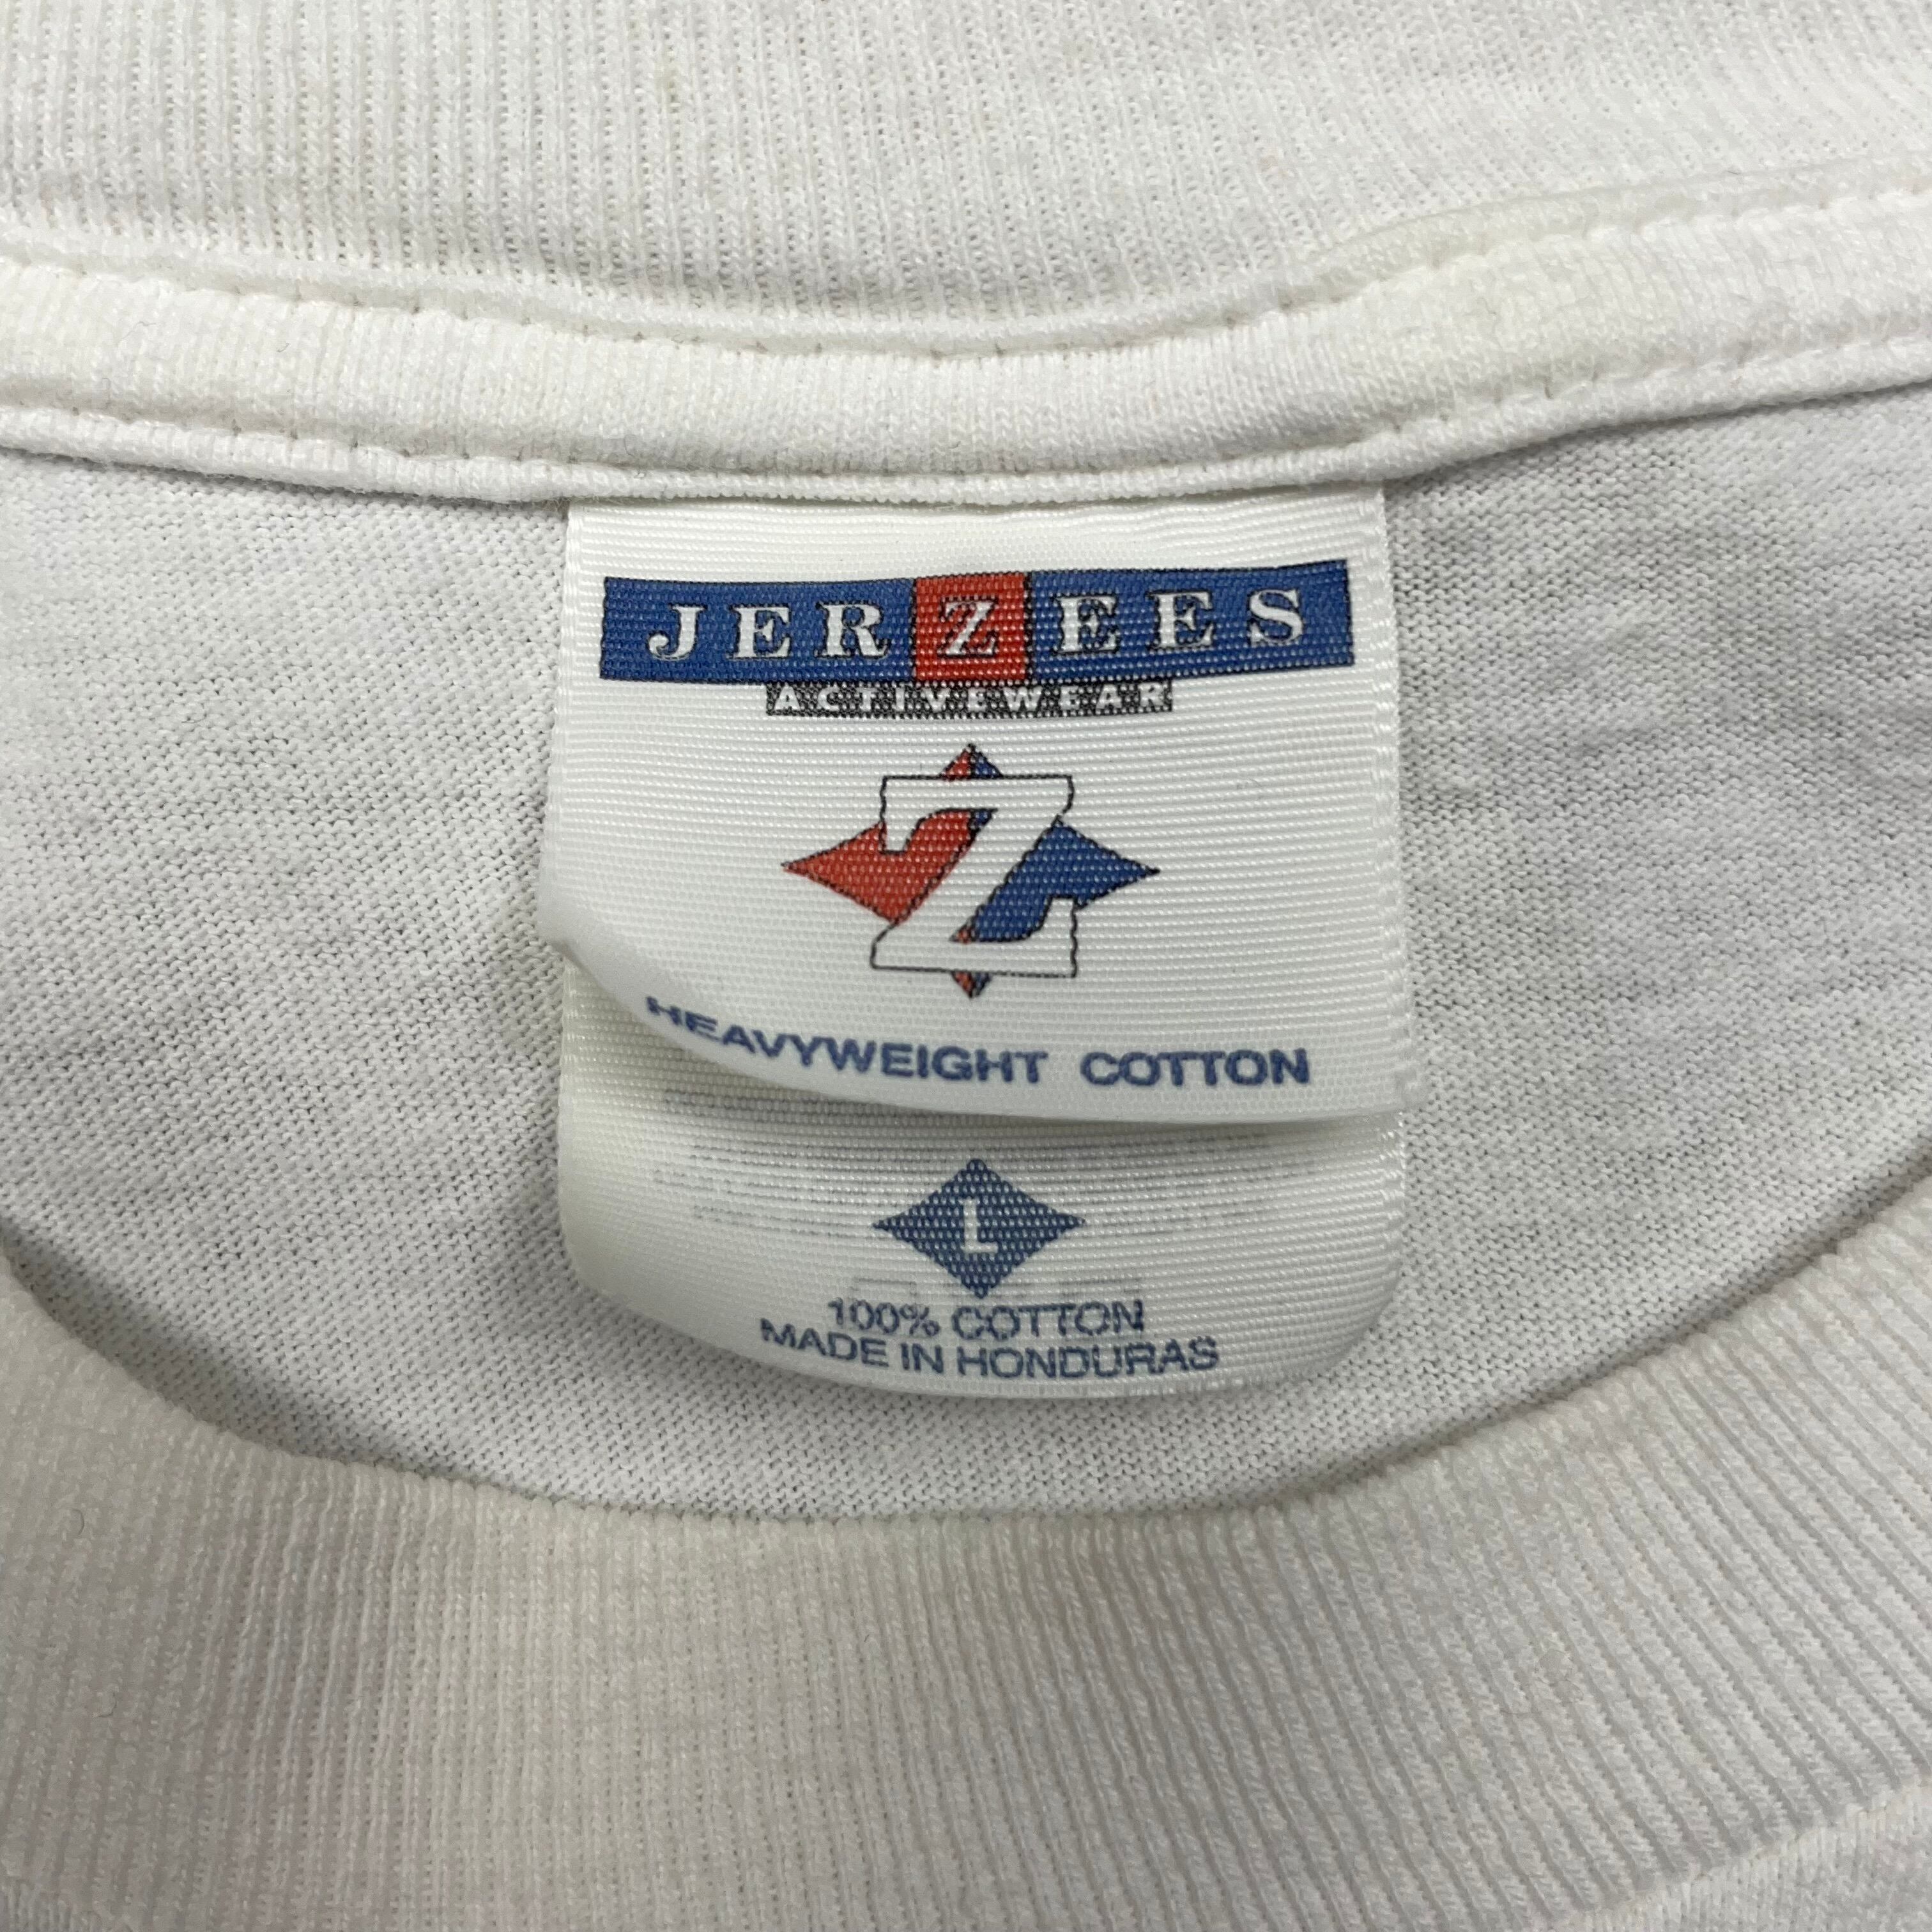 JERZEES
ACTIVEWEAR
Z
HEAVYWEIGHT COTTON
L
100% COTTON
MADE IN HONDURAS